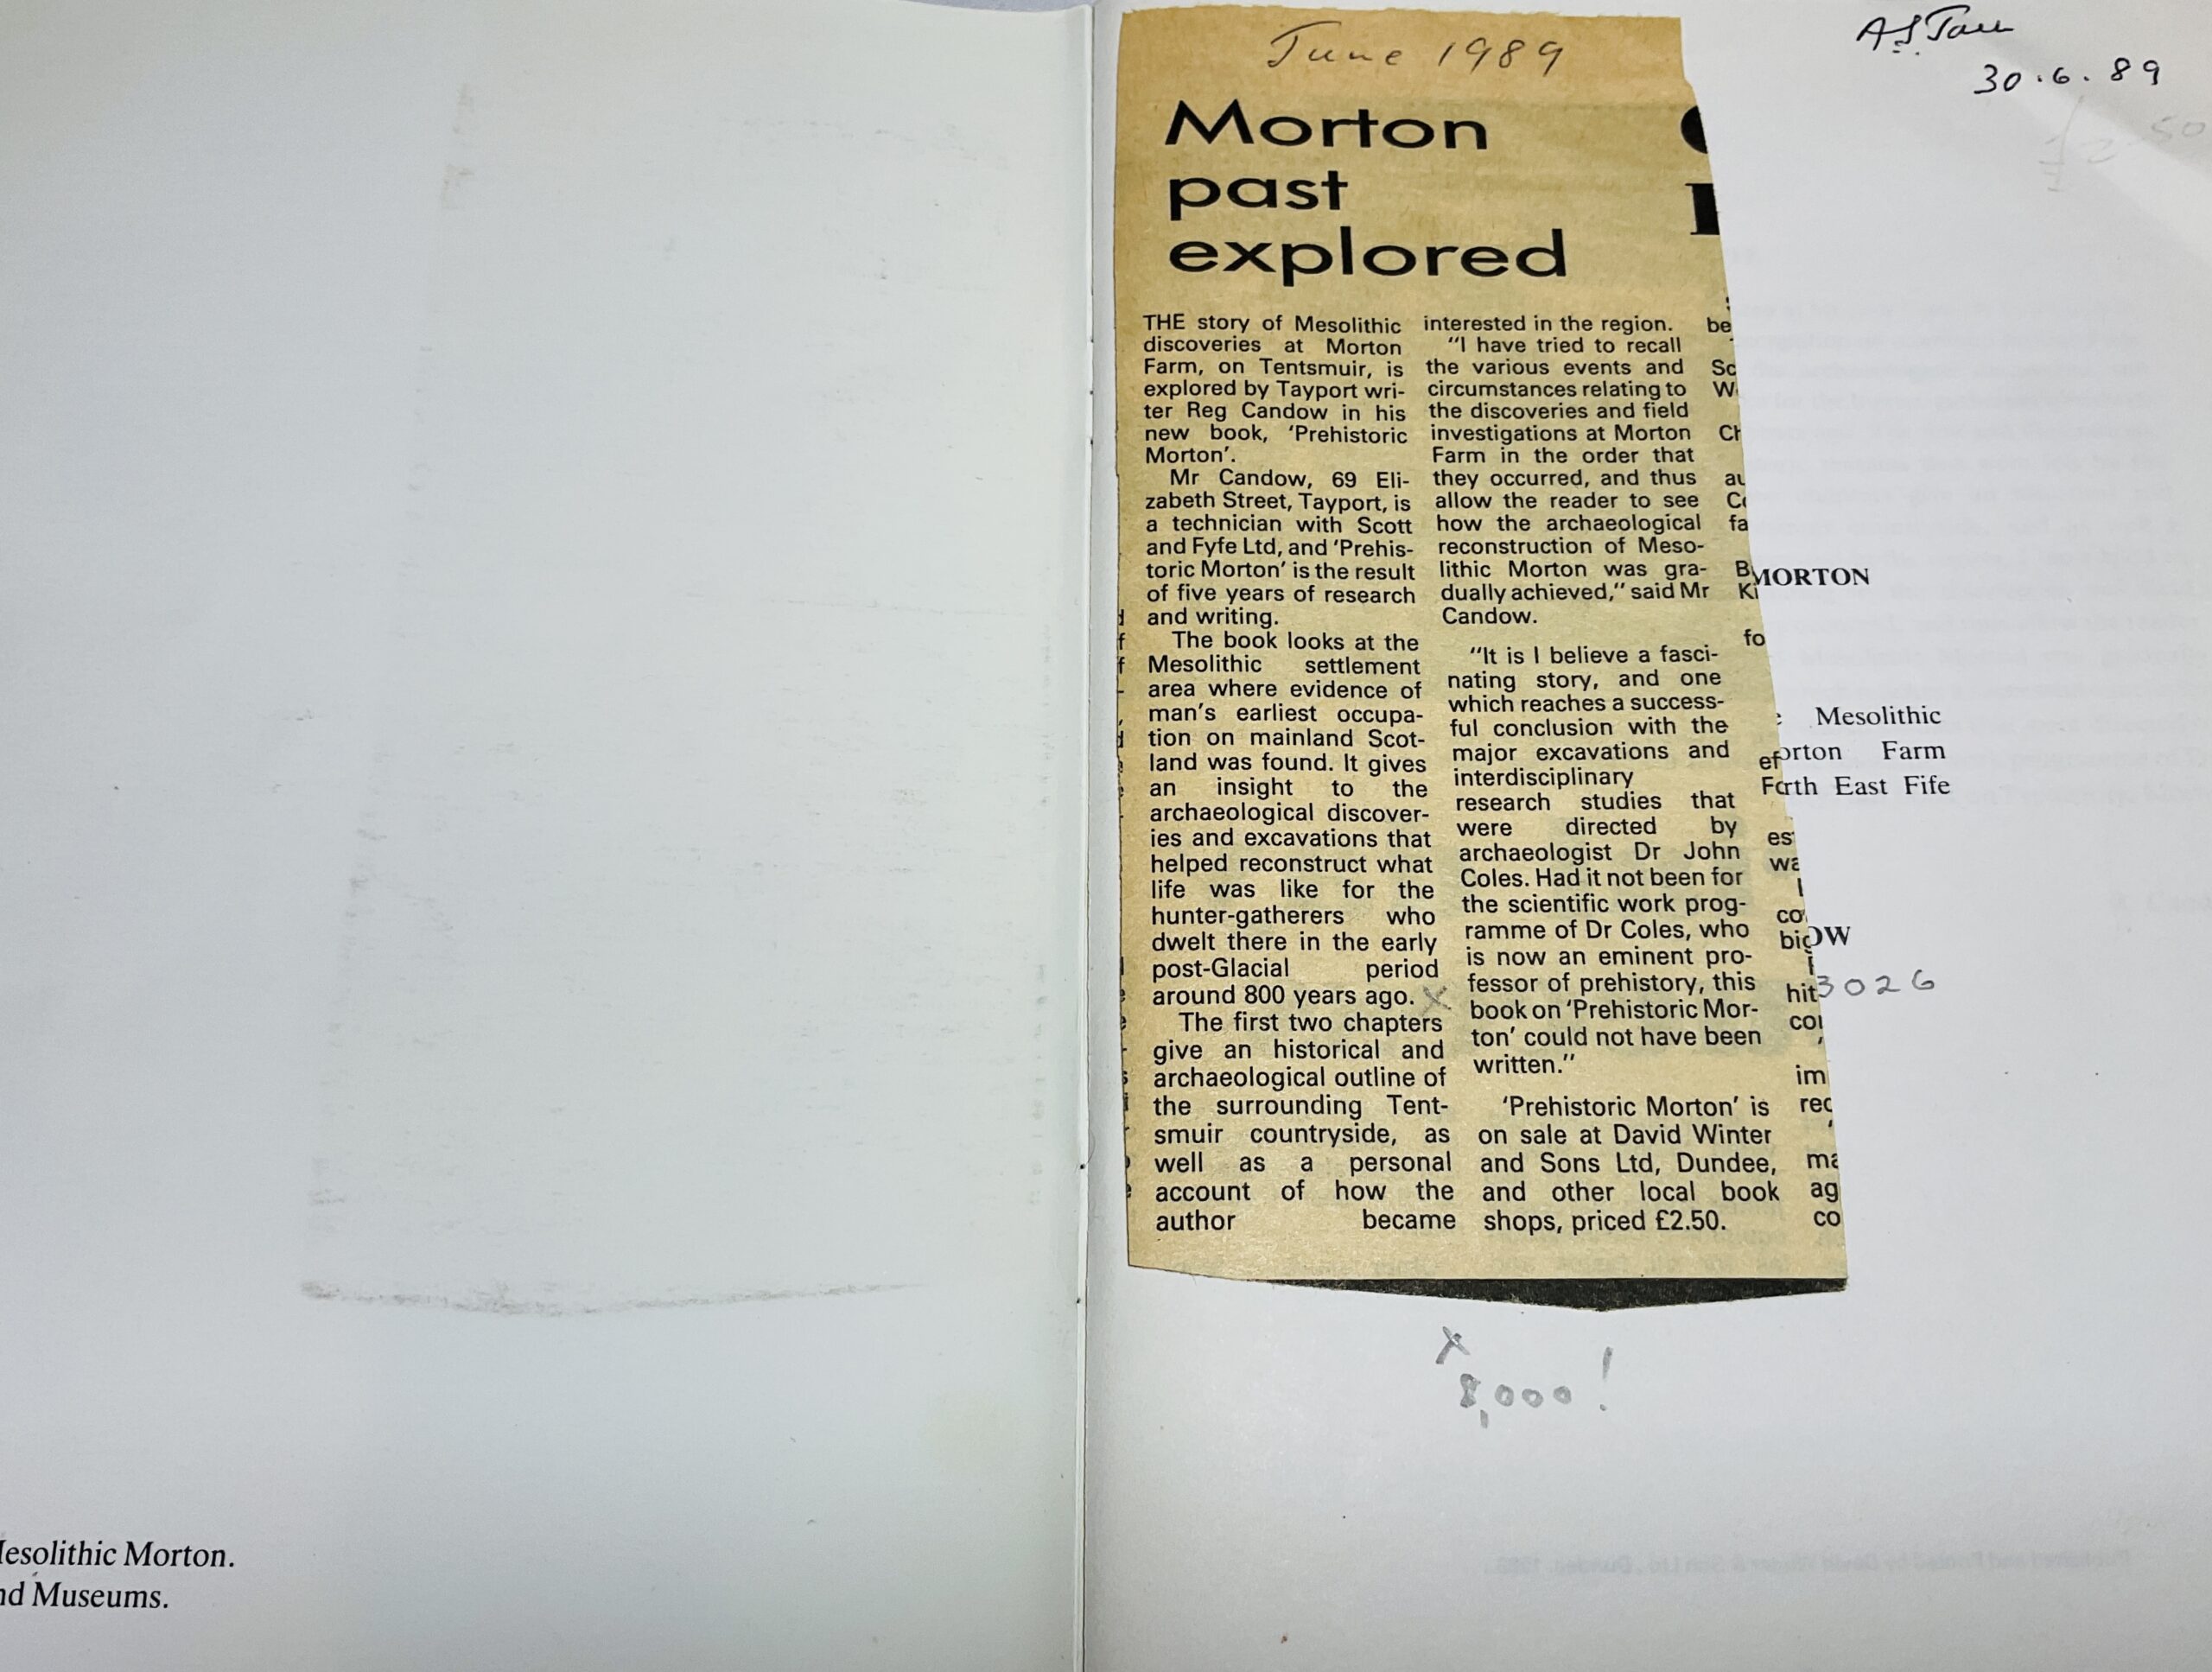 Mesolithic Morton.
nd Museums.
June 1989
30.6.89
Morton
past
explored
THE story of Mesolithic
discoveries at Morton
Farm, on Tentsmuir, is
explored by Tayport wri-
ter Reg Candow in his
new book, 'Prehistoric
Morton'.
Mr Candow, 69 Eli-
zabeth Street, Tayport, is
a technician with Scott
and Fyfe Ltd, and 'Prehis-
toric Morton' is the result
of five years of research
and writing.
The book looks at the
Mesolithic settlement
area where evidence of
man's earliest occupa-
tion on mainland Scot-
land was found. It gives
an insight to the
archaeological discover-
ies and excavations that
helped reconstruct what
life was like for the
hunter-gatherers who
dwelt there in the early
post-Glacial period
around 800 years ago. X
The first two chapters
give an historical and
archaeological outline of
the surrounding Tent-
smuir countryside, as
well as a personal
account of how the
author became
interested in the region.
"I have tried to recall
the various events and
circumstances relating to
the discoveries and field
investigations at Morton
Farm in the order that
they occurred, and thus
allow the reader to see
how the archaeological
reconstruction of Meso-
lithic Morton was gra-
dually achieved," said Mr
Candow.
"It is I believe a fasci-
nating story, and one
which reaches a success-
ful conclusion with the
major excavations and
interdisciplinary
research studies that
were directed by
archaeologist Dr John
Coles. Had it not been for
the scientific work prog-
ramme of Dr Coles, who
is now an eminent pro-
fessor of prehistory, this
book on 'Prehistoric Mor-
ton' could not have been
written."
'Prehistoric Morton' is
on sale at David Winter
and Sons Ltd, Dundee,
and other local book
shops, priced £2.50.
MORTON
Mesolithic
orton Farm
rth East Fife
OW
3026
X
8,000!